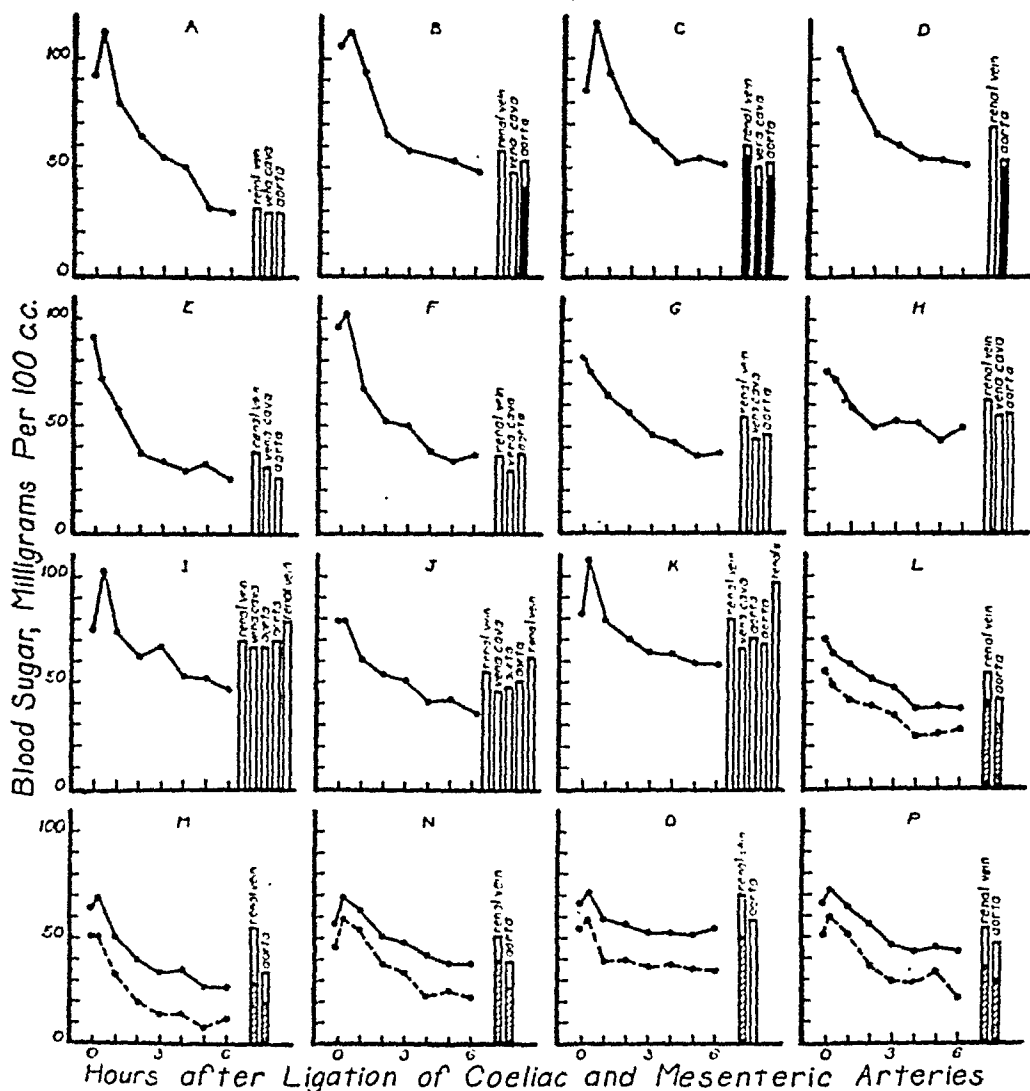 A B C D
100
50
0
renal vein
vena cava
aorta
renal vein
vena cava
aorta
renal vein
vena cava
aorta
renal vein
aorta
E F G H
100
50
0
renal vein
vena cava
aorta
renal vein
vena cava
aorta
renal vein
vena cava
aorta
renal vein
vena cava
aorta
I J K L
100
50
0
renal vein
vena cava
aorta
aorta
renal vein
renal vein
vena cava
aorta
aorta
renal vein
renal vein
vena cava
aorta
aorta
renal vein
aorta
M N O P
100
50
0
renal vein
aorta
renal vein
aorta
renal vein
aorta
renal vein
aorta
0 3 6 0 3 6 0 3 6 0 3 6
Blood Sugar, Milligrams Per 100 c.c.
Hours after Ligation of Coeliac and Mesenteric Arteries